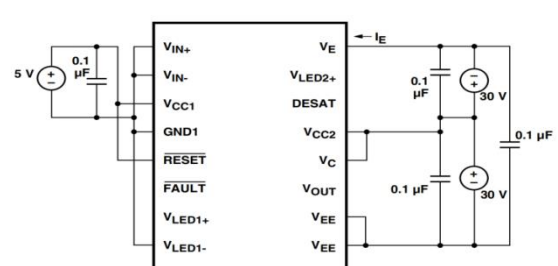 5 V
0.1
µF
VIN+
VIN-
VCC1
GND1
RESET
FAULT
VLED1+
VLED1-
VE
VLED2+
DESAT
VCC2
VC
VOUT
VEE
VEE
IE
0.1
µF
30 V
0.1 µF
0.1 µF
30 V